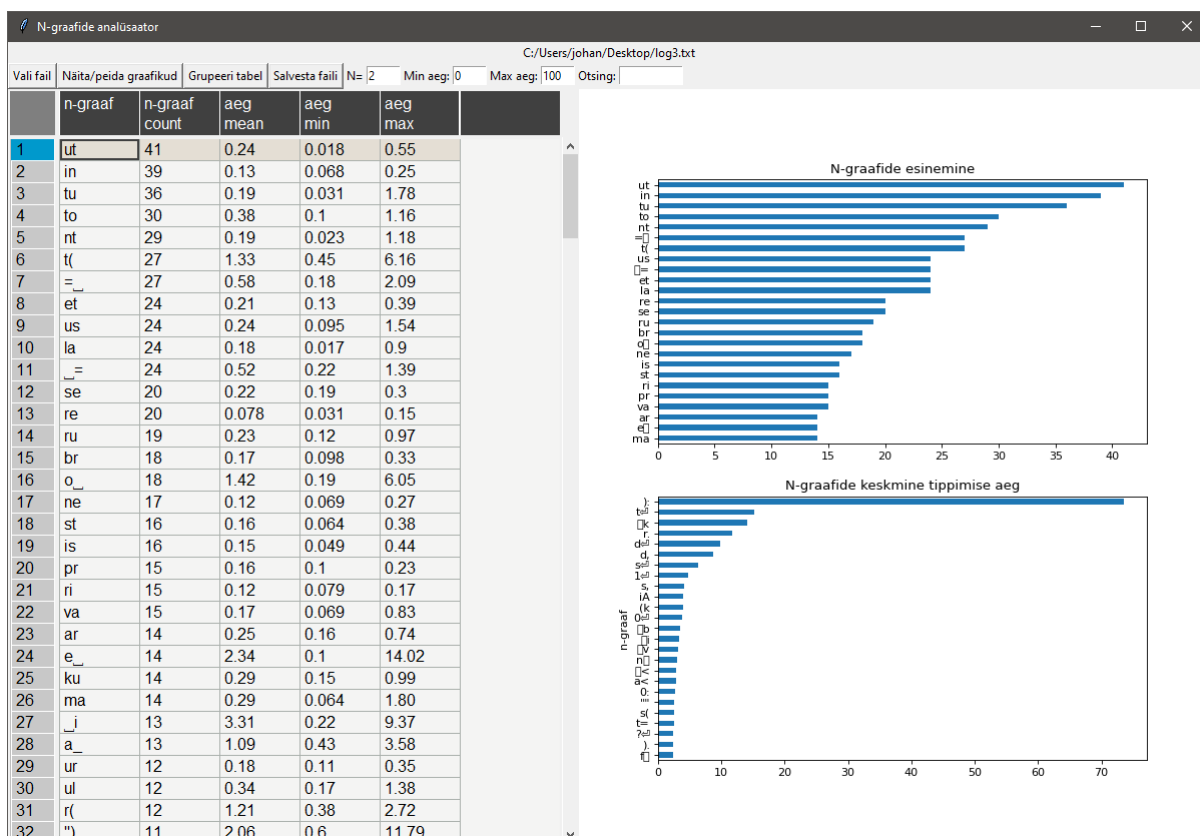 N-graafide analüsaator
C:/Users/johan/Desktop/log3.txt
Vali fail Näita/peida graafikud Grupeeri tabel Salvesta faili N= 2 Min aeg: 0 Max aeg: 100 Otsing:
n-graaf n-graaf count aeg mean aeg min aeg max
1 ut 41 0.24 0.018 0.55
2 in 39 0.13 0.068 0.25
3 tu 36 0.19 0.031 1.78
4 to 30 0.38 0.1 1.16
5 nt 29 0.19 0.023 1.18
6 t( 27 1.33 0.45 6.16
7 =␣ 27 0.58 0.18 2.09
8 et 24 0.21 0.13 0.39
9 us 24 0.24 0.095 1.54
10 la 24 0.18 0.017 0.9
11 ␣= 24 0.52 0.22 1.39
12 se 20 0.22 0.19 0.3
13 re 20 0.078 0.031 0.15
14 ru 19 0.23 0.12 0.97
15 br 18 0.17 0.098 0.33
16 o␣ 18 1.42 0.19 6.05
17 ne 17 0.12 0.069 0.27
18 st 16 0.16 0.064 0.38
19 is 16 0.15 0.049 0.44
20 pr 15 0.16 0.1 0.23
21 ri 15 0.12 0.079 0.17
22 va 15 0.17 0.069 0.83
23 ar 14 0.25 0.16 0.74
24 e␣ 14 2.34 0.1 14.02
25 ku 14 0.29 0.15 0.99
26 ma 14 0.29 0.064 1.80
27 ␣i 13 3.31 0.22 9.37
28 a␣ 13 1.09 0.43 3.58
29 ur 12 0.18 0.11 0.35
30 ul 12 0.34 0.17 1.38
31 r( 12 1.21 0.38 2.72
32 ") 11 2.06 0.6 11.79
N-graafide esinemine
ut
in
tu
to
nt
=▯
t(
us
▯=
et
la
re
se
ru
br
o▯
ne
is
st
ri
pr
va
ar
e▯
ma
0 5 10 15 20 25 30 35 40
N-graafide keskmine tippimise aeg
n-graaf
):
t⏎
▯k
r.
d⏎
d,
s⏎
1⏎
s,
iA
(k
0⏎
▯b
▯i
▯v
n▯
▯<
a<
0:
""
s(
t=
?⏎
).
f▯
0 10 20 30 40 50 60 70